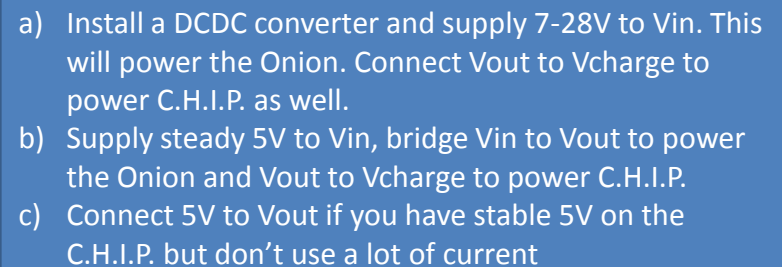 a) Install a DCDC converter and supply 7-28V to Vin. This
will power the Onion. Connect Vout to Vcharge to
power C.H.I.P. as well.
b) Supply steady 5V to Vin, bridge Vin to Vout to power
the Onion and Vout to Vcharge to power C.H.I.P.
c) Connect 5V to Vout if you have stable 5V on the
C.H.I.P. but don’t use a lot of current